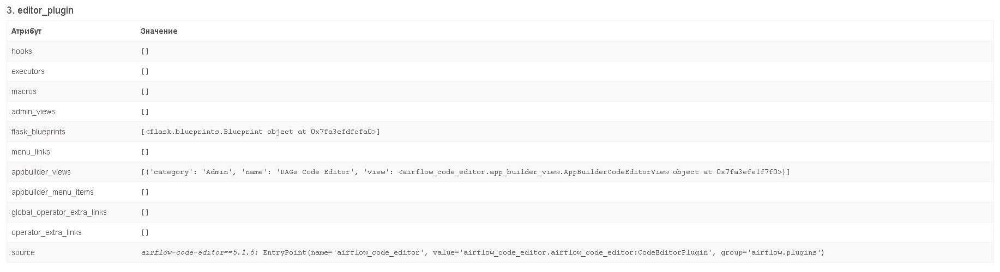 3. editor_plugin
Атрибут Значение
hooks []
executors []
macros []
admin_views []
flask_blueprints [<flask.blueprints.Blueprint object at 0x7fa3efdfcfa0>]
menu_links []
appbuilder_views [{'category': 'Admin', 'name': 'DAGs Code Editor', 'view': <airflow_code_editor.app_builder_view.AppBuilderCodeEditorView object at 0x7fa3efe1f7f0>}]
appbuilder_menu_items []
global_operator_extra_links []
operator_extra_links []
source airflow-code-editor==5.1.5: EntryPoint(name='airflow_code_editor', value='airflow_code_editor.airflow_code_editor:CodeEditorPlugin', group='airflow.plugins')